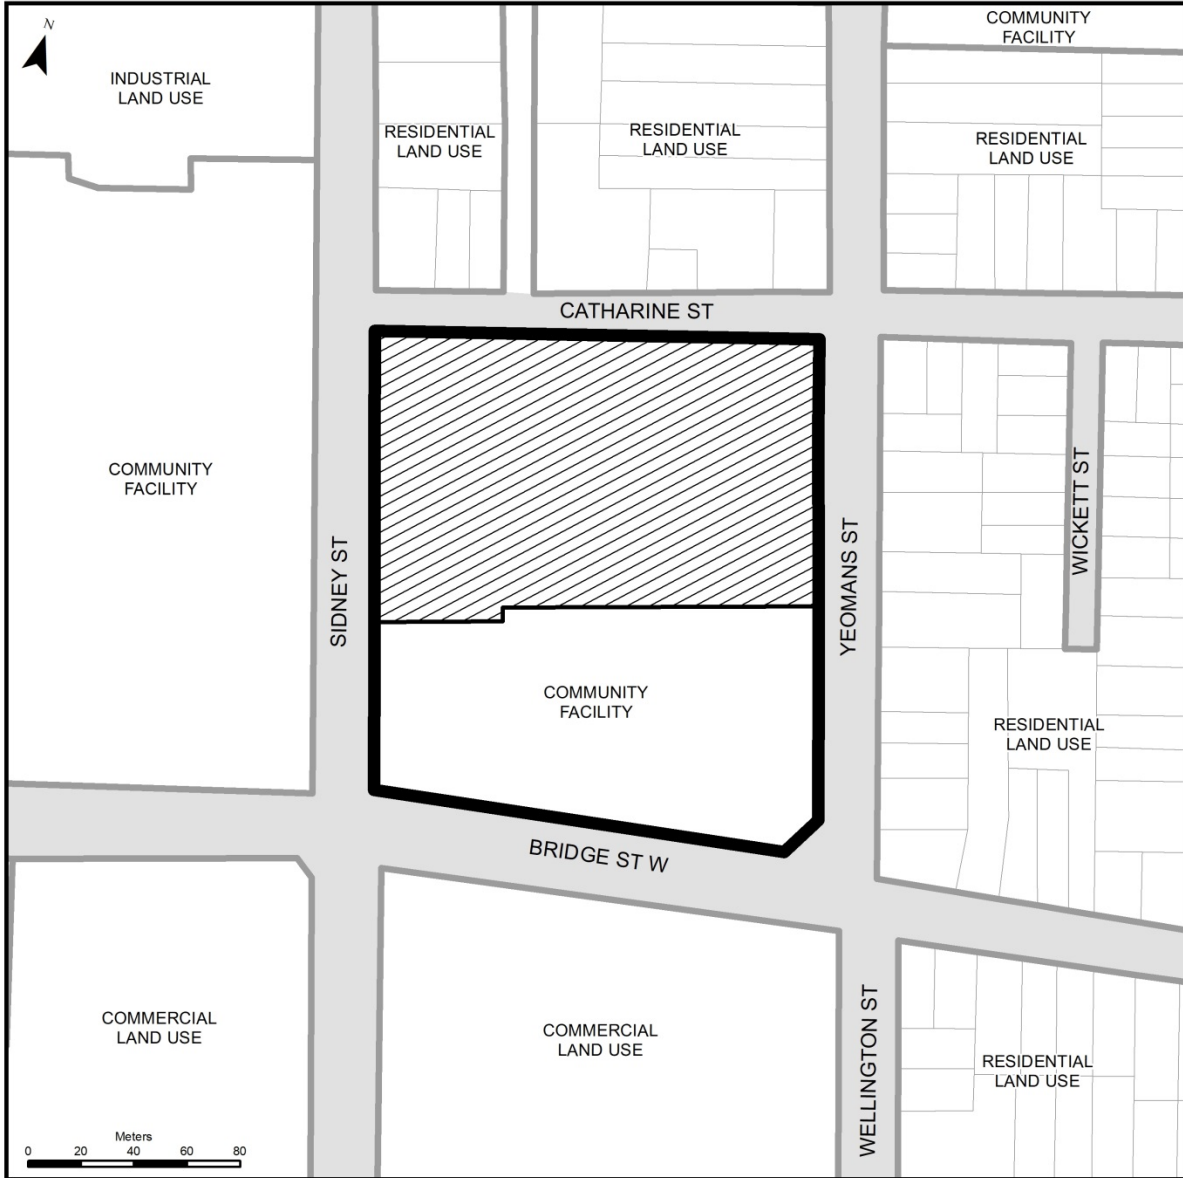 N
COMMUNITY
FACILITY
INDUSTRIAL
LAND USE
RESIDENTIAL
LAND USE
RESIDENTIAL
LAND USE
RESIDENTIAL
LAND USE
CATHARINE ST
COMMUNITY
FACILITY
SIDNEY ST
YEOMANS ST
WICKETT ST
COMMUNITY
FACILITY
RESIDENTIAL
LAND USE
BRIDGE ST W
COMMERCIAL
LAND USE
COMMERCIAL
LAND USE
WELLINGTON ST
RESIDENTIAL
LAND USE
Meters
0 20 40 60 80